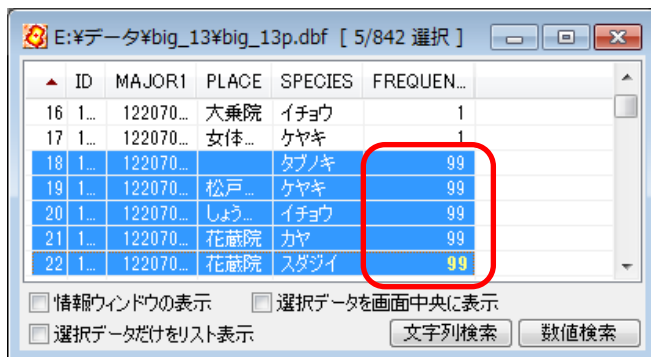 E:¥データ¥big_13¥big_13p.dbf [ 5/842 選択 ]
ID MAJOR1 PLACE SPECIES FREQUEN...
16 1... 122070... 大乗院 イチョウ 1
17 1... 122070... 女体... ケヤキ 1
18 1... 122070... タブノキ 99
19 1... 122070... 松戸... ケヤキ 99
20 1... 122070... しょう... イチョウ 99
21 1... 122070... 花蔵院 カヤ 99
22 1... 122070... 花蔵院 スダジイ 99
情報ウィンドウの表示 選択データを画面中央に表示
選択データだけをリスト表示 文字列検索 数値検索